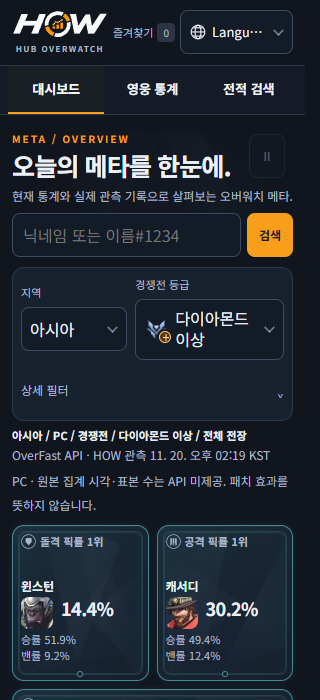 HOW
HUB OVERWATCH
즐겨찾기 0
Langu…
대시보드 영웅 통계 전적 검색
META / OVERVIEW
오늘의 메타를 한눈에.
현재 통계와 실제 관측 기록으로 살펴보는 오버워치 메타.
닉네임 또는 이름#1234 검색
지역
아시아
경쟁전 등급
다이아몬드
이상
상세 필터
아시아 / PC / 경쟁전 / 다이아몬드 이상 / 전체 전장
OverFast API · HOW 관측 11. 20. 오후 02:19 KST
PC · 원본 집계 시각·표본 수는 API 미제공. 패치 효과를
뜻하지 않습니다.
돌격 픽률 1위
윈스턴
14.4%
승률 51.9%
밴률 9.2%
공격 픽률 1위
캐서디
30.2%
승률 49.4%
밴률 12.4%